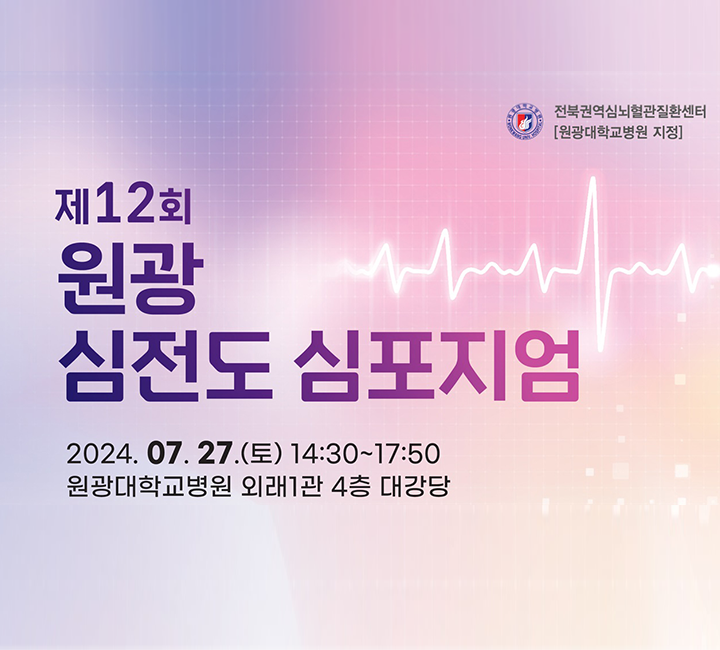 전북권역심뇌혈관질환센터
[원광대학교병원 지정]
제12회
원광
심전도 심포지엄
2024. 07. 27.(토) 14:30~17:50
원광대학교병원 외래1관 4층 대강당